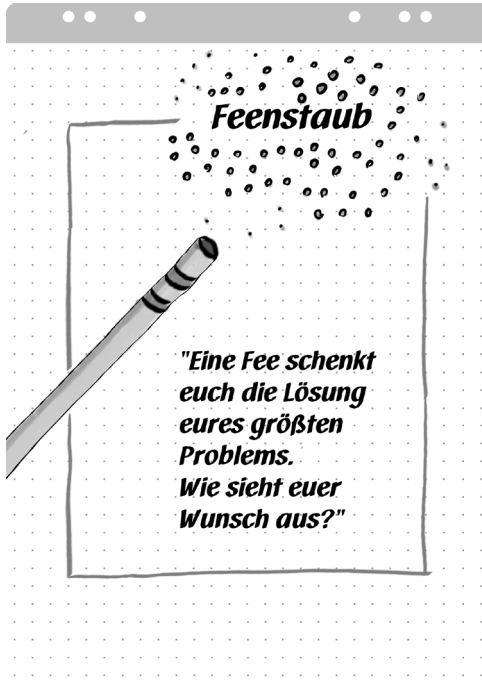 Feenstaub
"Eine Fee schenkt
euch die Lösung
eures größten
Problems.
Wie sieht euer
Wunsch aus?"